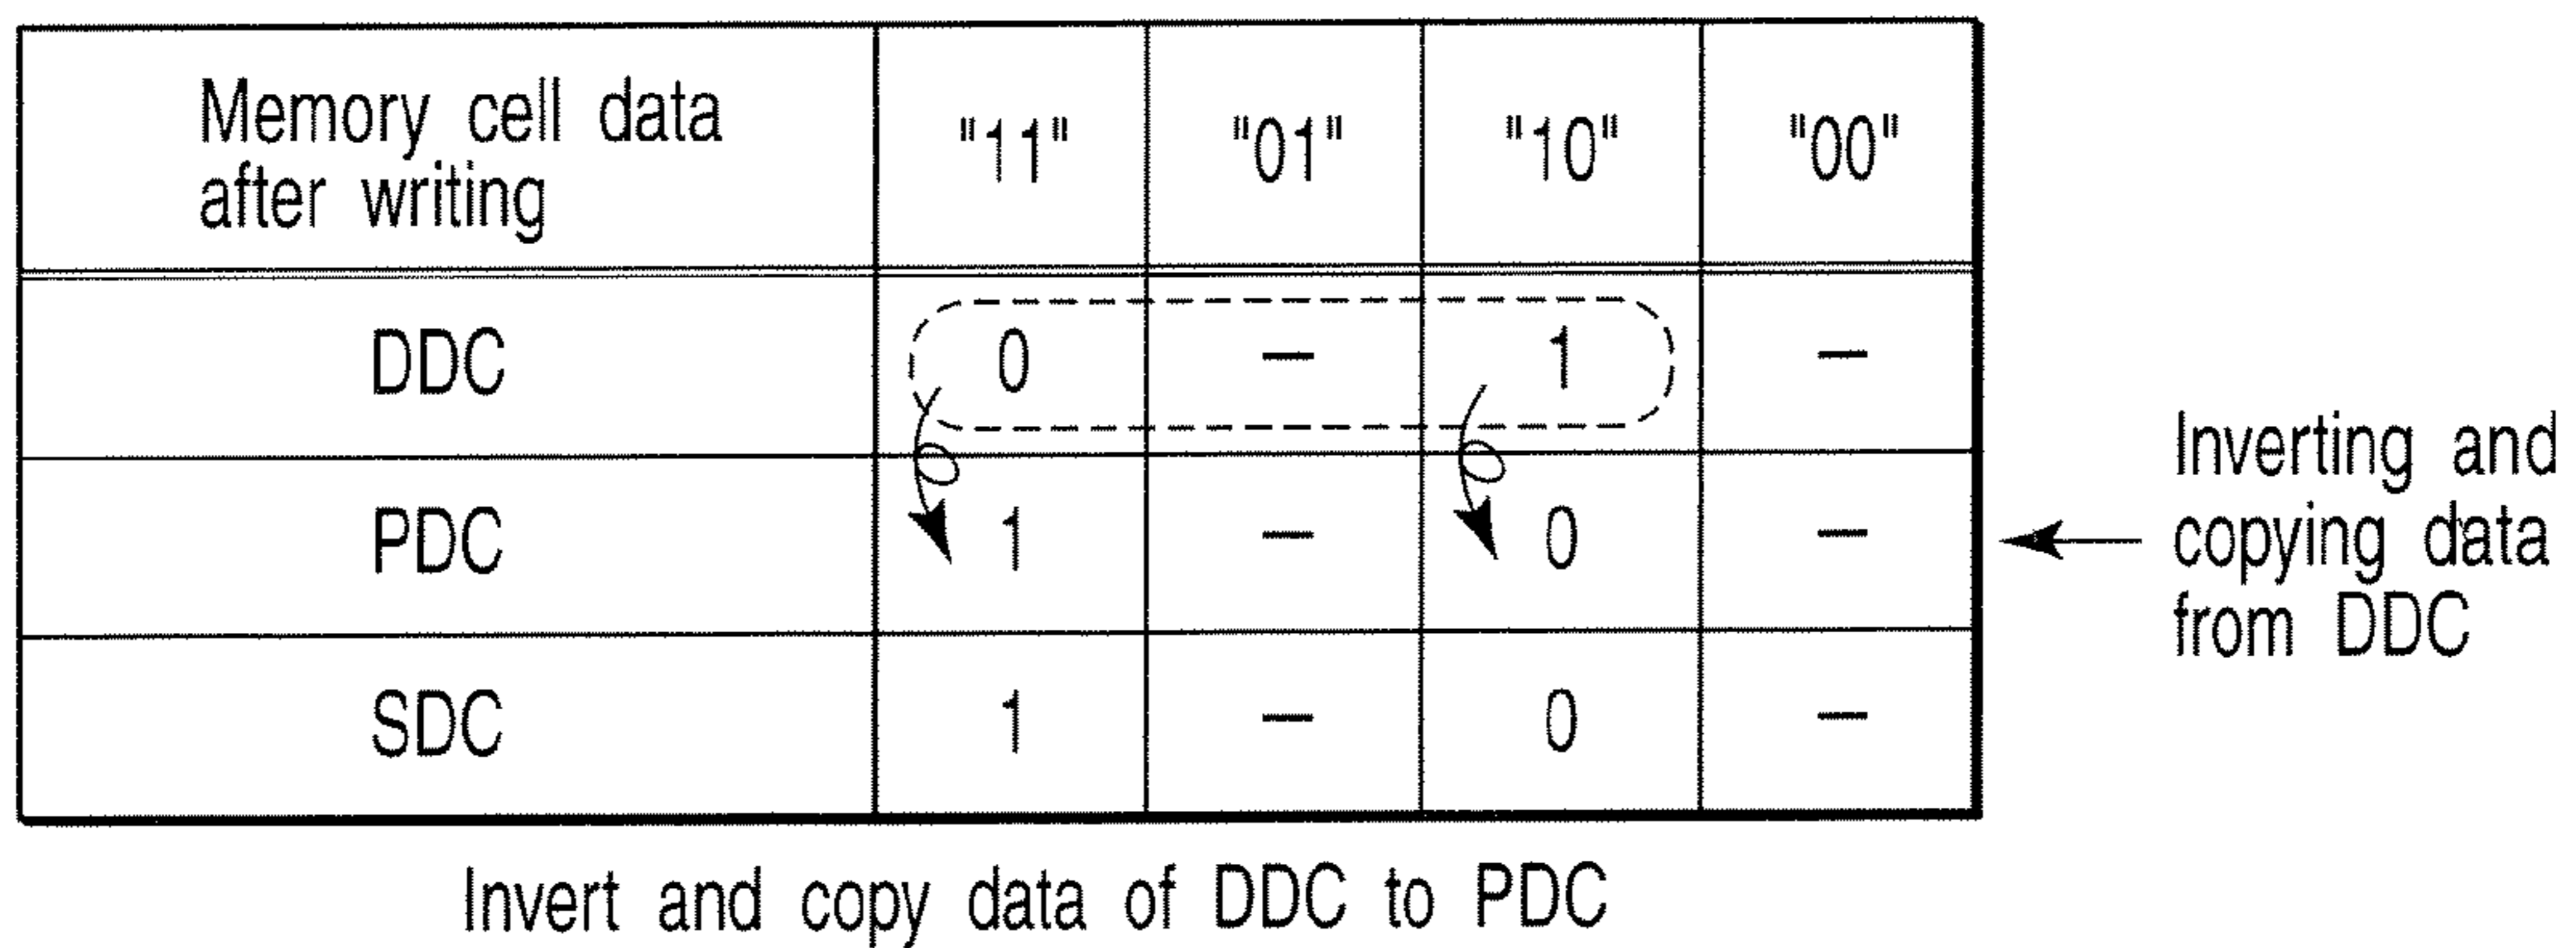 Memory cell data
after writing
"11" "01" "10" "00"
DDC 0 — 1 —
PDC 1 — 0 —
SDC 1 — 0 —
Inverting and
copying data
from DDC
Invert and copy data of DDC to PDC